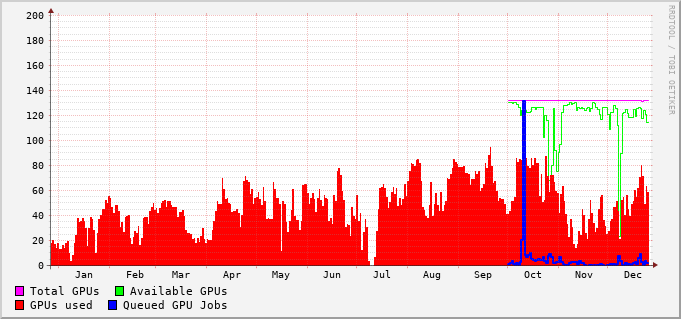 200
180
160
140
120
100
80
60
40
20
0
Jan Feb Mar Apr May Jun Jul Aug Sep Oct Nov Dec
Total GPUs Available GPUs
GPUs used Queued GPU Jobs
RRDTOOL / TOBI OETIKER